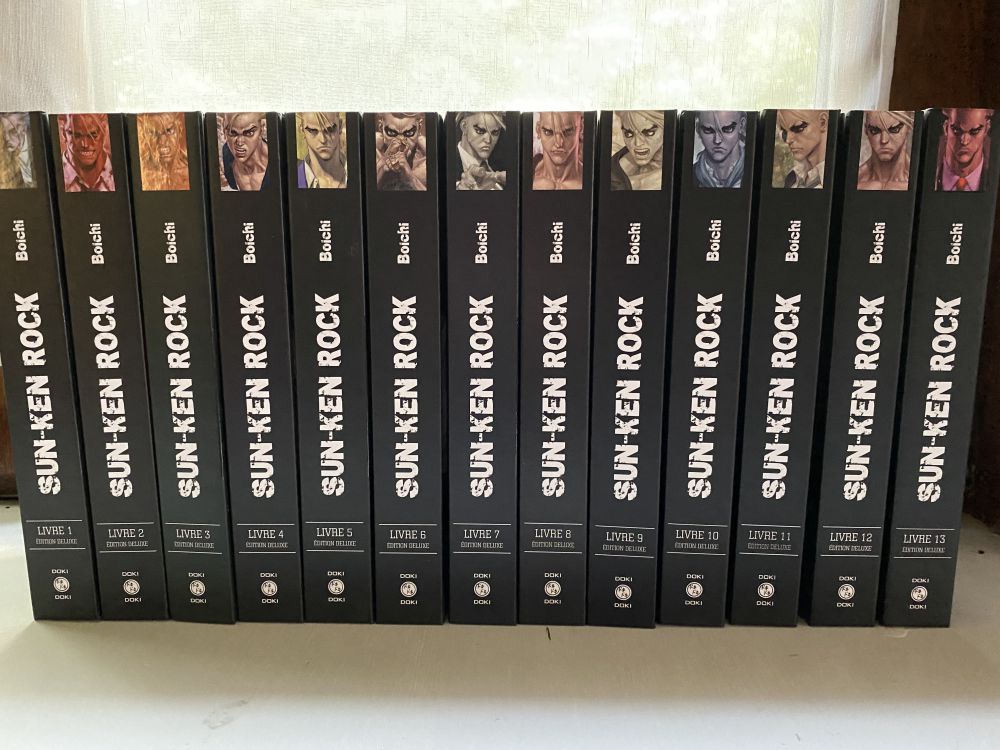 Boichi
SUN-KEN ROCK
LIVRE 1
ÉDITION DELUXE
DOKI
DOKI
Boichi
SUN-KEN ROCK
LIVRE 2
ÉDITION DELUXE
DOKI
DOKI
Boichi
SUN-KEN ROCK
LIVRE 3
ÉDITION DELUXE
DOKI
DOKI
Boichi
SUN-KEN ROCK
LIVRE 4
ÉDITION DELUXE
DOKI
DOKI
Boichi
SUN-KEN ROCK
LIVRE 5
ÉDITION DELUXE
DOKI
DOKI
Boichi
SUN-KEN ROCK
LIVRE 6
ÉDITION DELUXE
DOKI
DOKI
Boichi
SUN-KEN ROCK
LIVRE 7
ÉDITION DELUXE
DOKI
DOKI
Boichi
SUN-KEN ROCK
LIVRE 8
ÉDITION DELUXE
DOKI
DOKI
Boichi
SUN-KEN ROCK
LIVRE 9
ÉDITION DELUXE
DOKI
DOKI
Boichi
SUN-KEN ROCK
LIVRE 10
ÉDITION DELUXE
DOKI
DOKI
Boichi
SUN-KEN ROCK
LIVRE 11
ÉDITION DELUXE
DOKI
DOKI
Boichi
SUN-KEN ROCK
LIVRE 12
ÉDITION DELUXE
DOKI
DOKI
Boichi
SUN-KEN ROCK
LIVRE 13
ÉDITION DELUXE
DOKI
DOKI